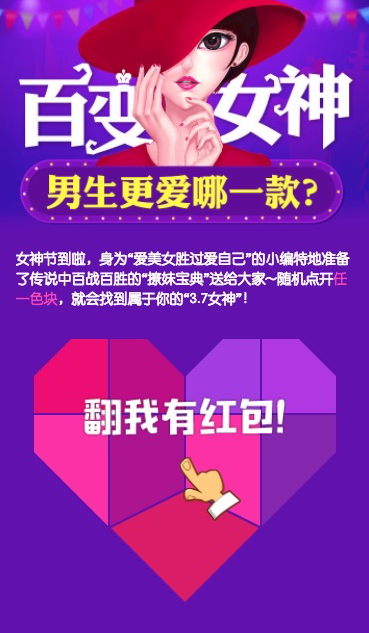 百变女神
男生更爱哪一款?
女神节到啦，身为“爱美女胜过爱自己”的小编特地准备
了传说中百战百胜的“撩妹宝典”送给大家~随机点开任
一色块，就会找到属于你的“3.7女神”！
翻我有红包!